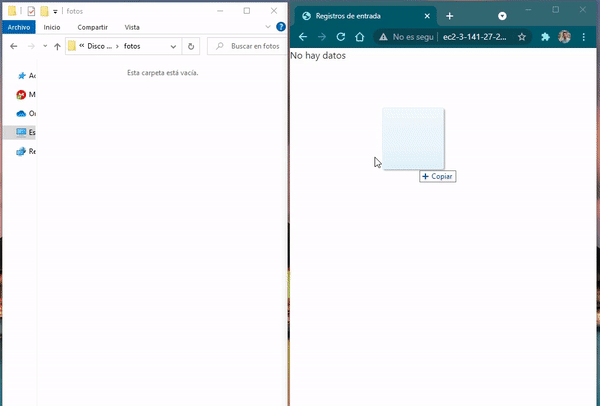 fotos
Archivo
Inicio
Compartir
Vista
« Disco ... › fotos
Buscar en fotos
Esta carpeta está vacía.
Ac
M
Es
Re
Registros de entrada
No es segu
ec2-3-141-27-2...
No hay datos
Copiar